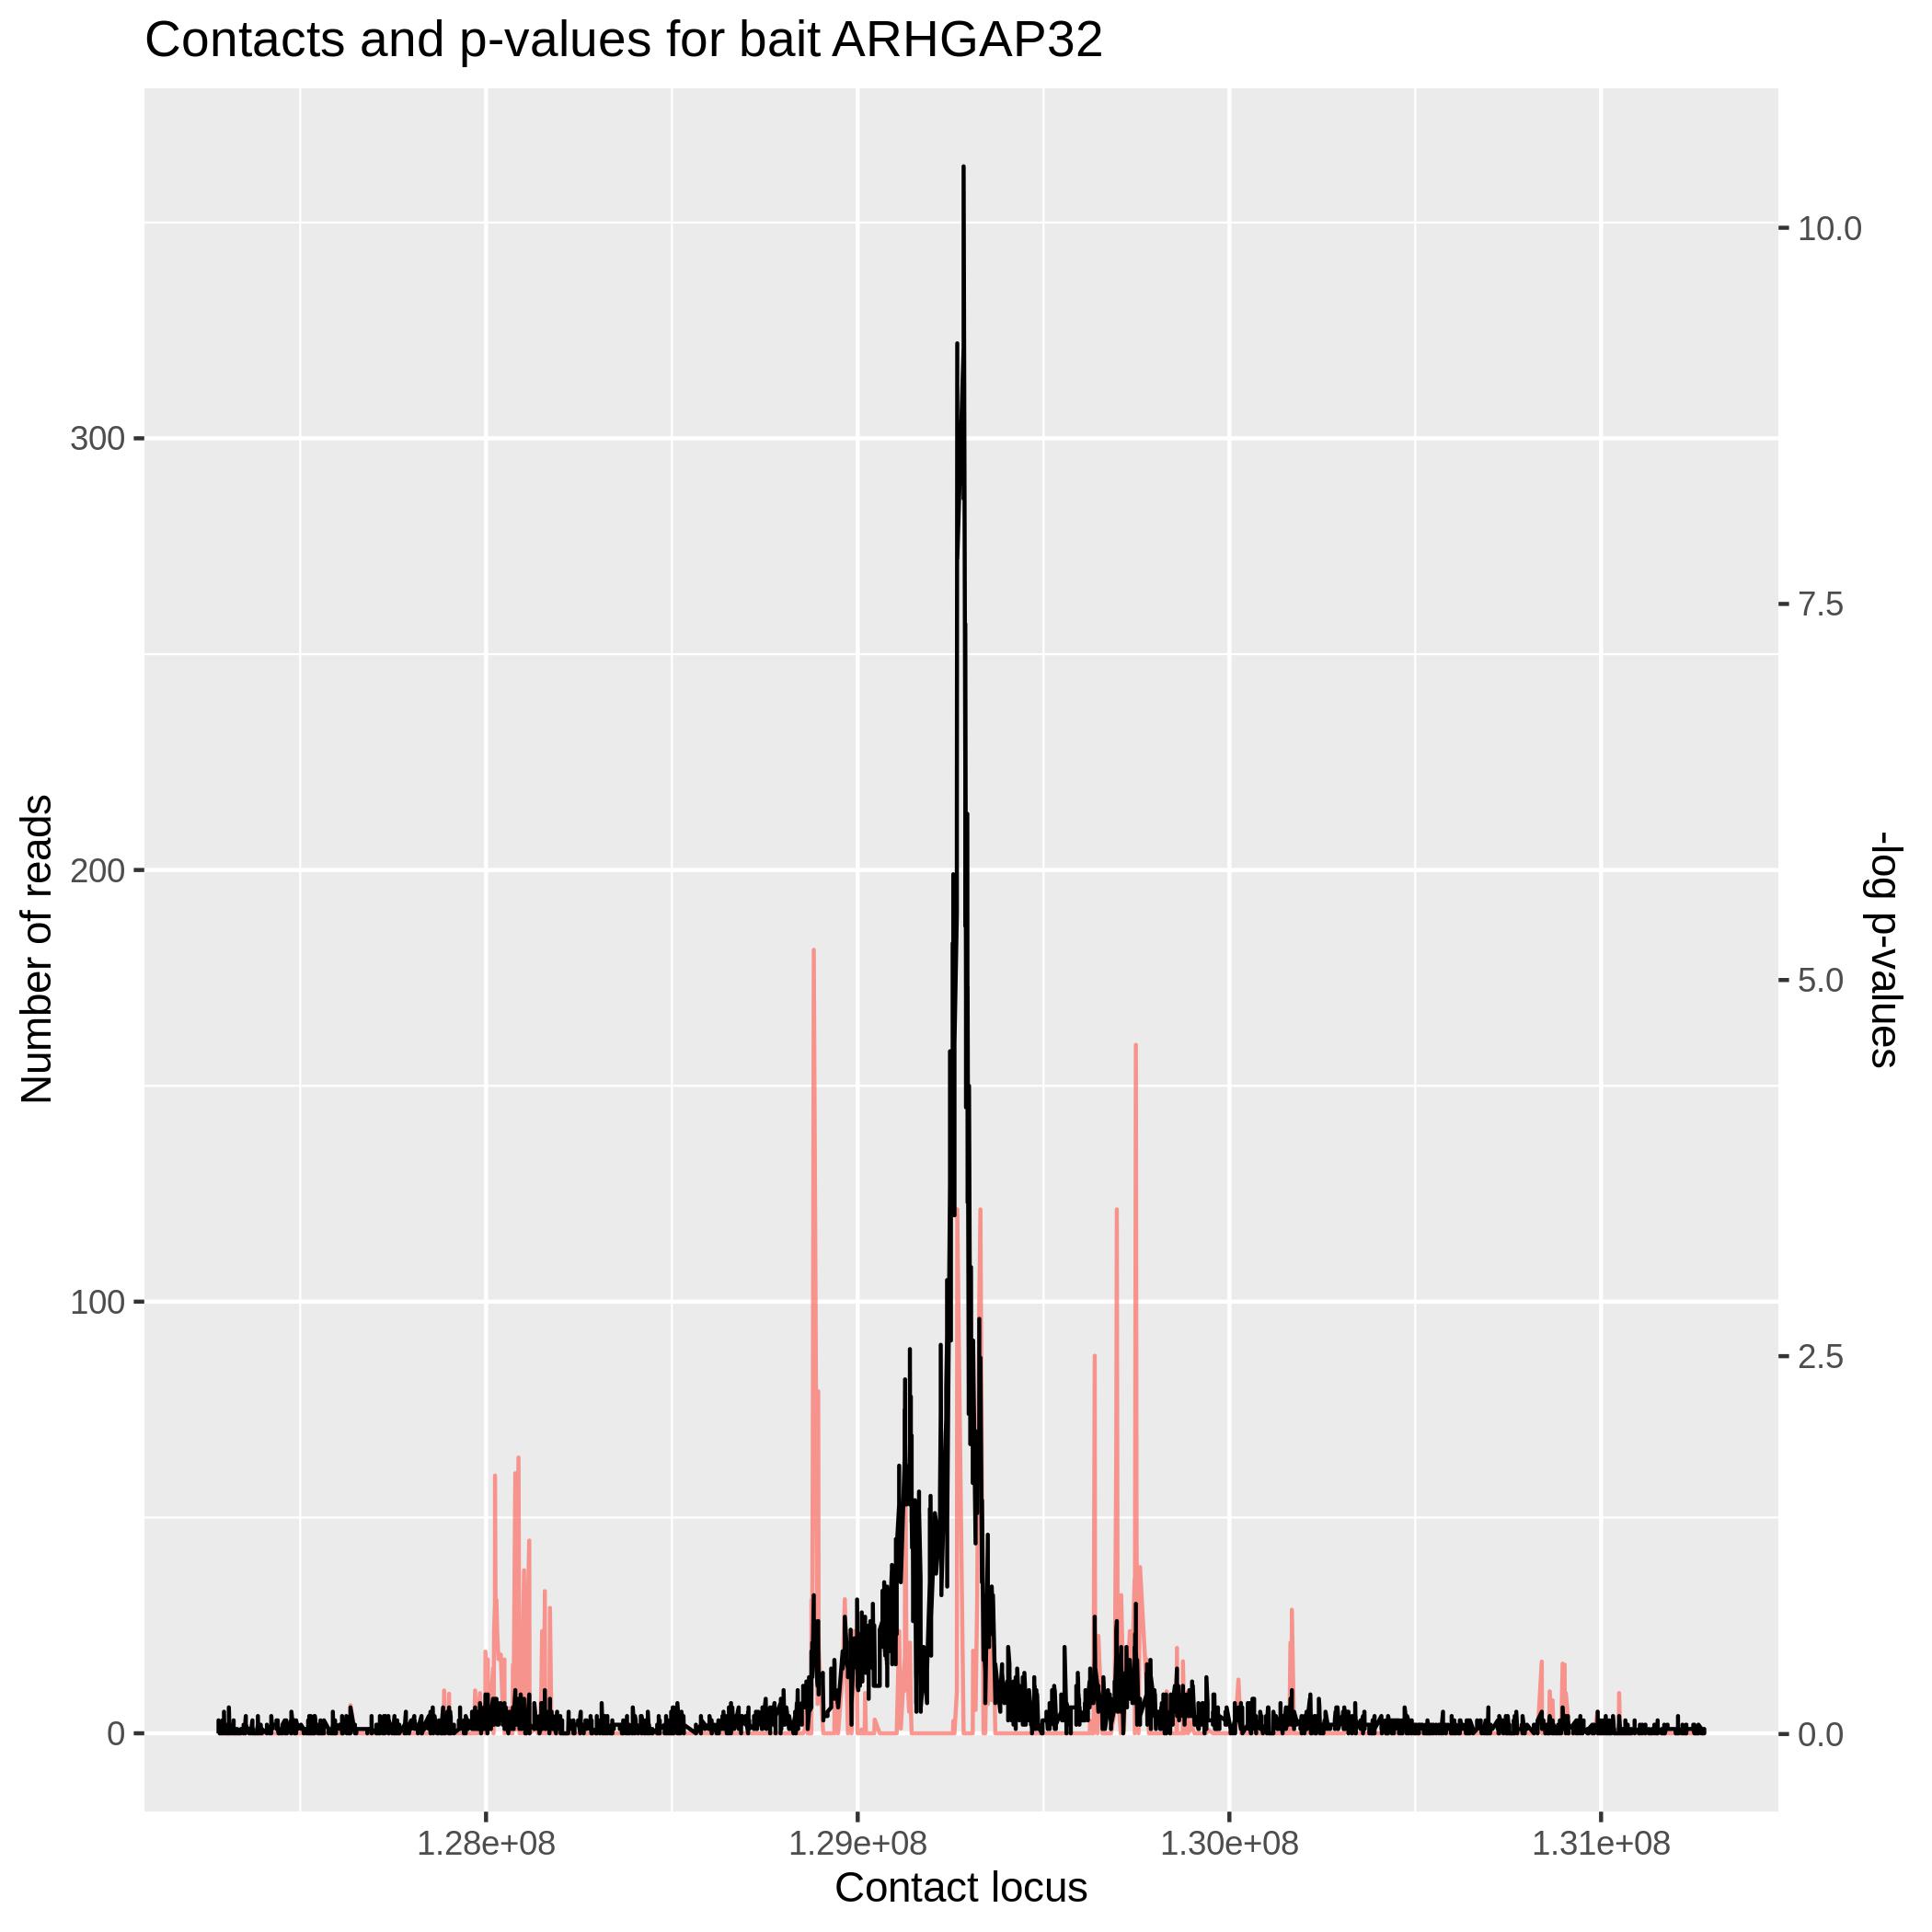 Contacts and p-values for bait ARHGAP32
Number of reads
300
200
100
0
10.0
7.5
5.0
2.5
0.0
-log p-values
1.28e+08
1.29e+08
1.30e+08
1.31e+08
Contact locus